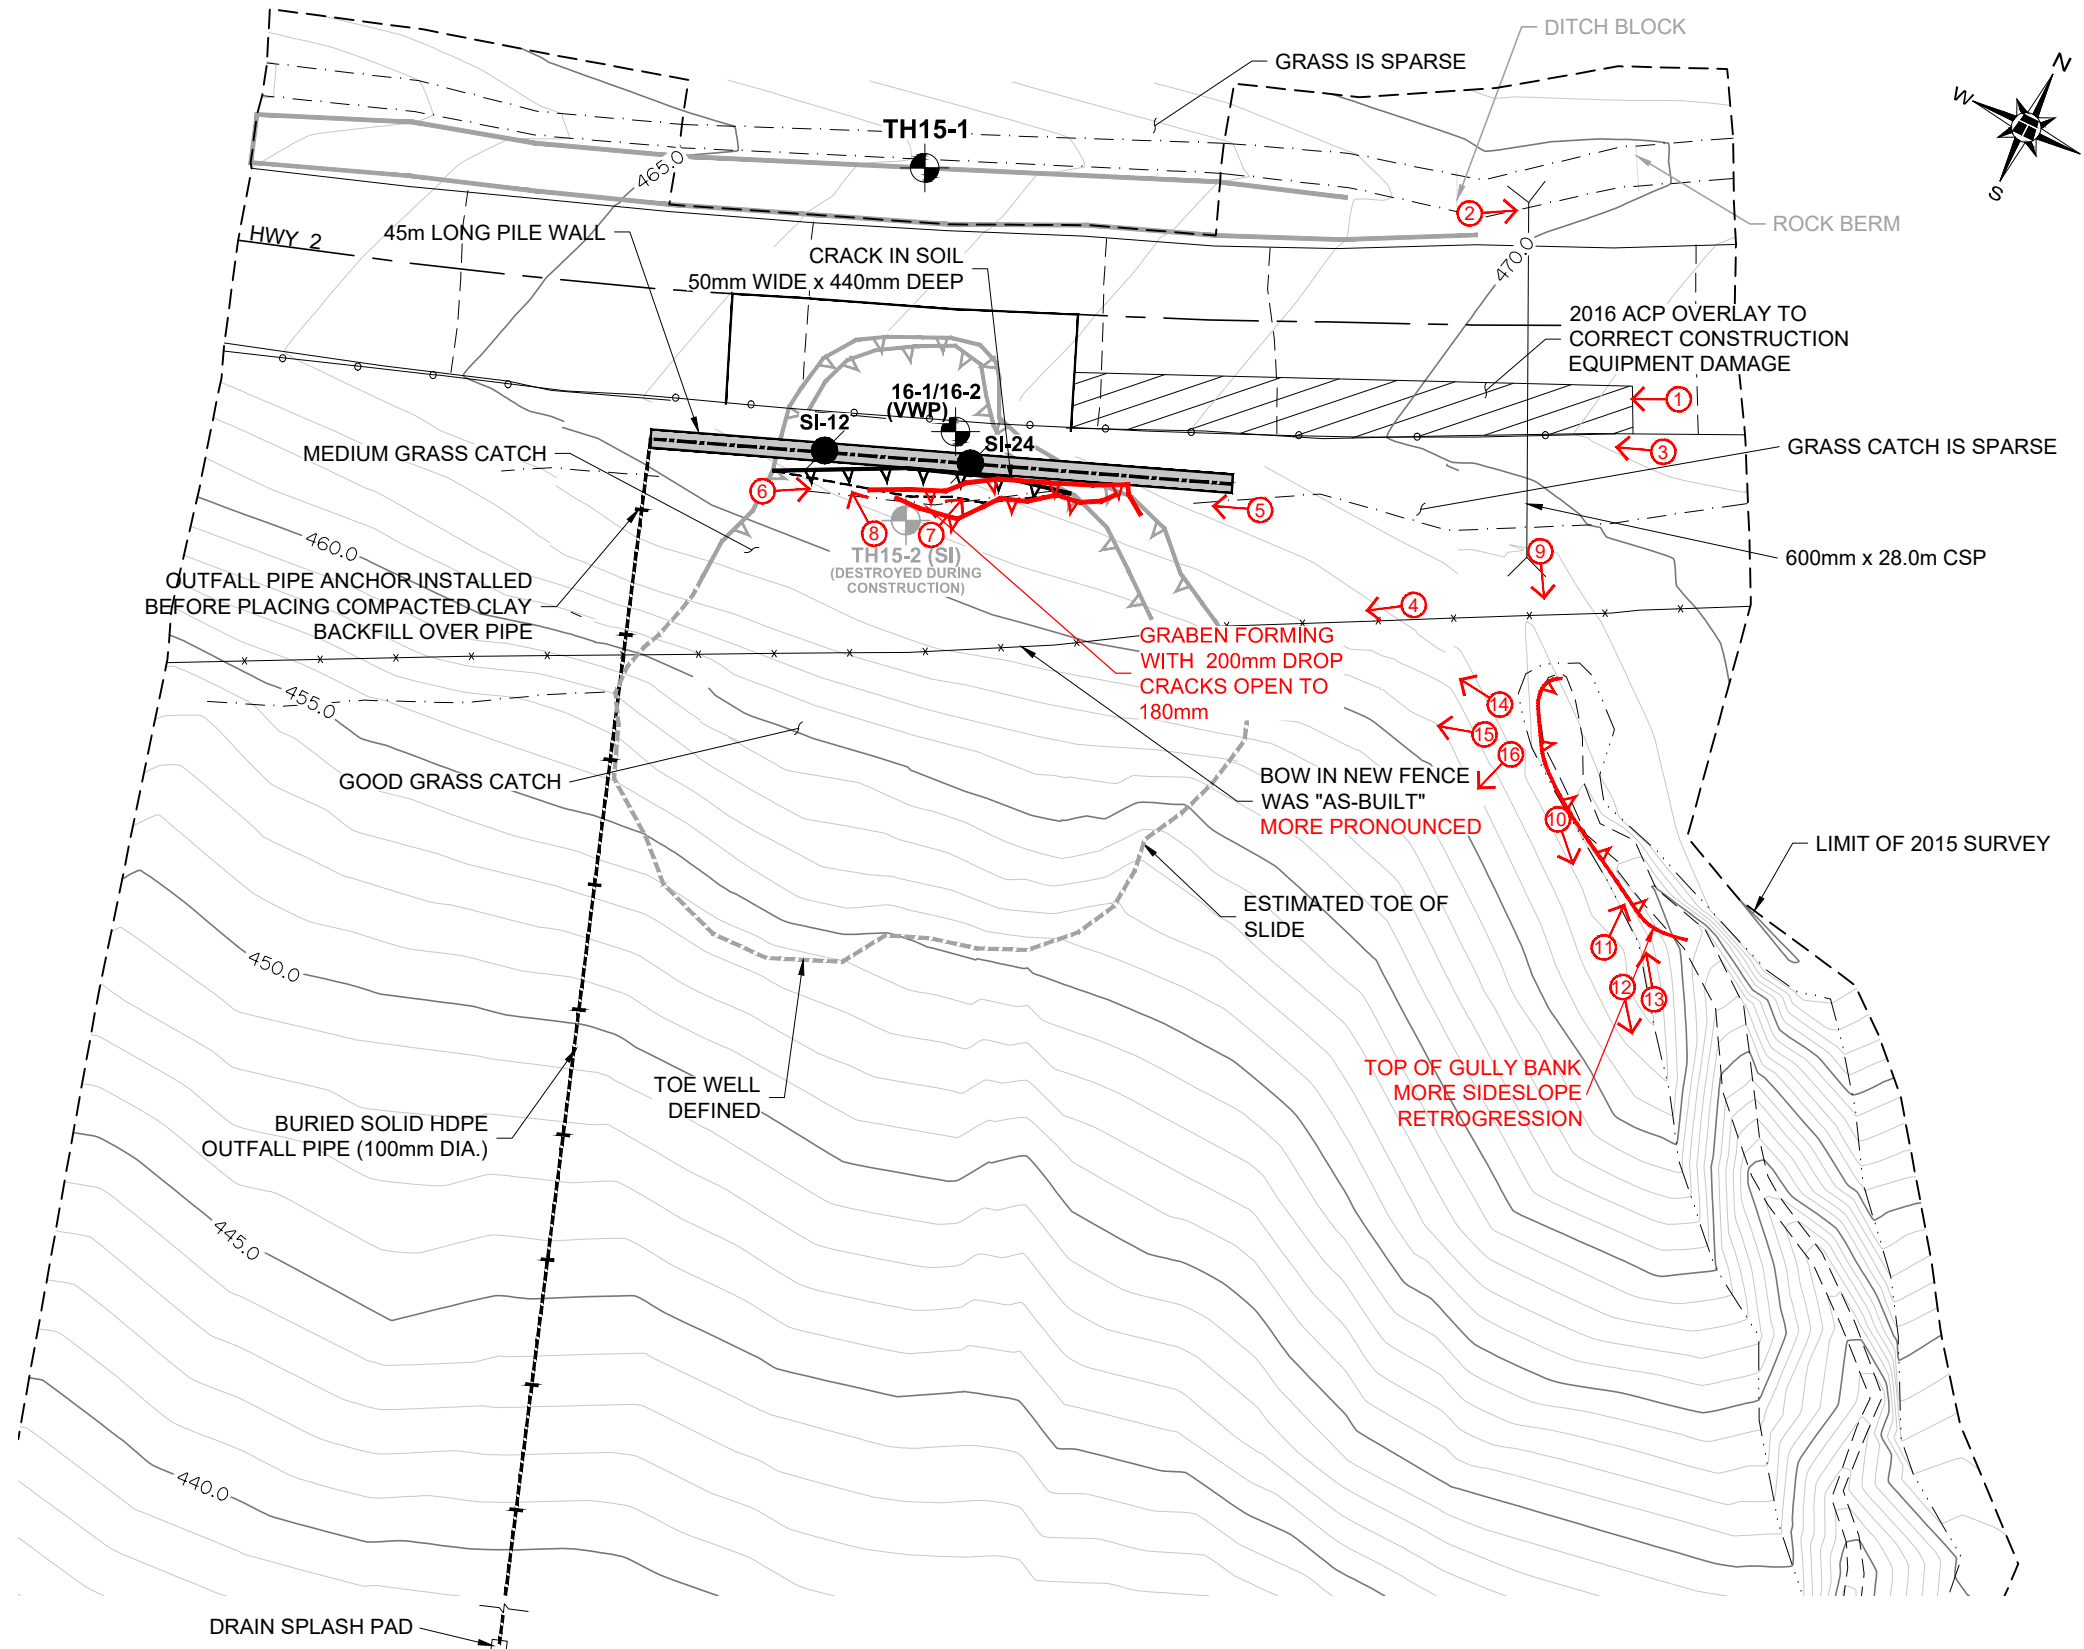 DITCH BLOCK
GRASS IS SPARSE
N
W
S
TH15-1
465.0
ROCK BERM
2
HWY 2
45m LONG PILE WALL
CRACK IN SOIL
50mm WIDE x 440mm DEEP
470.0
2016 ACP OVERLAY TO
CORRECT CONSTRUCTION
EQUIPMENT DAMAGE
16-1/16-2
(VWP)
1
SI-12
SI-24
3
MEDIUM GRASS CATCH
GRASS CATCH IS SPARSE
6
5
8
7
460.0
TH15-2 (SI)
(DESTROYED DURING
CONSTRUCTION)
9
600mm x 28.0m CSP
OUTFALL PIPE ANCHOR INSTALLED
BEFORE PLACING COMPACTED CLAY
BACKFILL OVER PIPE
4
GRABEN FORMING
WITH 200mm DROP
CRACKS OPEN TO
180mm
455.0
14
15
16
GOOD GRASS CATCH
BOW IN NEW FENCE
WAS "AS-BUILT"
MORE PRONOUNCED
10
LIMIT OF 2015 SURVEY
ESTIMATED TOE OF
SLIDE
11
450.0
12
13
TOE WELL
DEFINED
TOP OF GULLY BANK
MORE SIDESLOPE
RETROGRESSION
BURIED SOLID HDPE
OUTFALL PIPE (100mm DIA.)
445.0
440.0
DRAIN SPLASH PAD